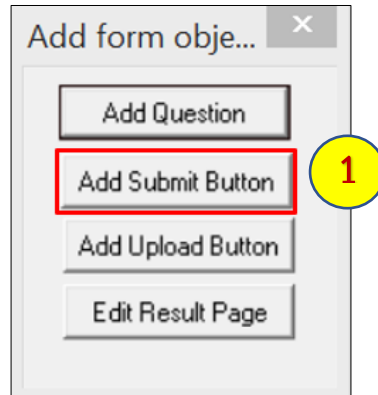 Add form obje...
Add Question
Add Submit Button
1
Add Upload Button
Edit Result Page